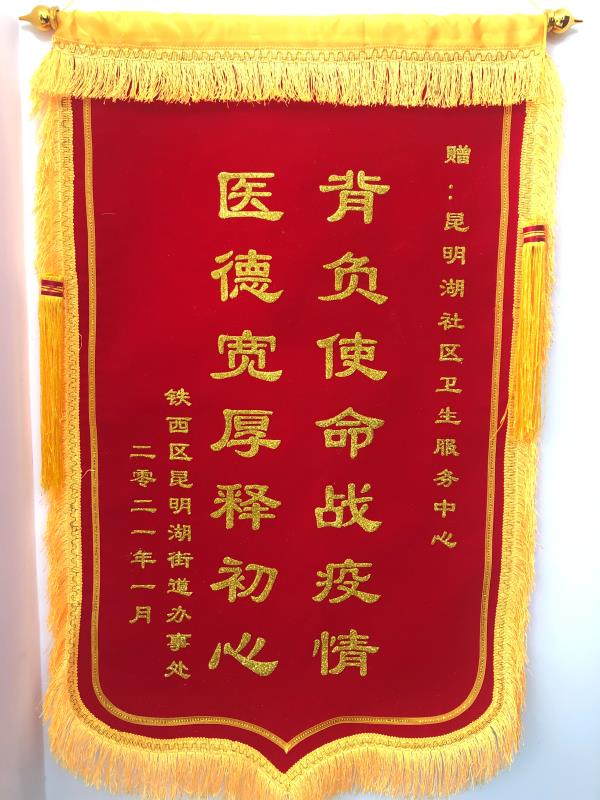 赠：昆明湖社区卫生服务中心
背负使命战疫情
医德宽厚释初心
铁西区昆明湖街道办事处
二零二一年一月